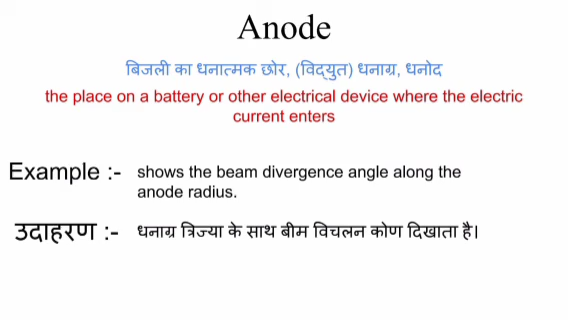 Anode
बिजली का धनात्मक छोर, (विद्युत) धनाग्र, धनोद
the place on a battery or other electrical device where the electric
current enters
Example :- shows the beam divergence angle along the
anode radius.
उदाहरण :- धनाग्र त्रिज्या के साथ बीम विचलन कोण दिखाता है।